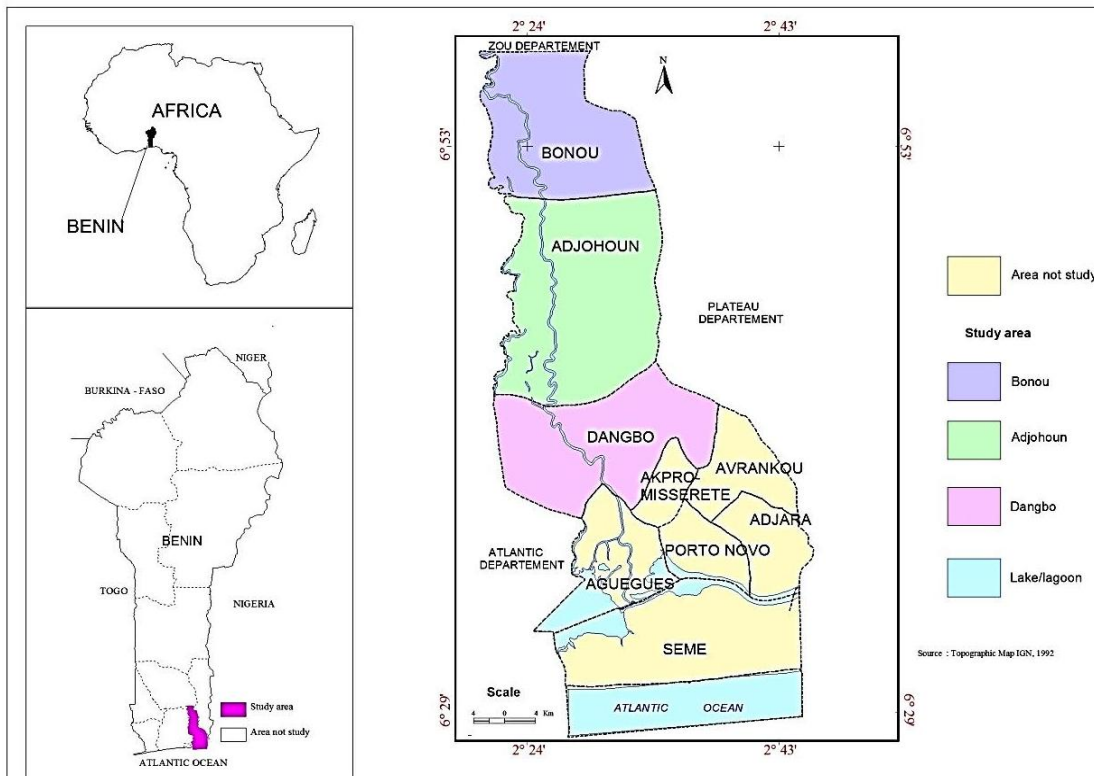 AFRICA
BENIN
NIGER
BURKINA - FASO
BENIN
TOGO
NIGERIA
Study area
Area not study
ATLANTIC OCEAN
2° 24'
2° 43'
ZOU DEPARTEMENT
N
6° 53'
6° 53'
BONOU
ADJOHOUN
PLATEAU
DEPARTEMENT
DANGBO
AVRANKOU
AKPRO-
MISSERETE
ADJARA
PORTO NOVO
ATLANTIC
DEPARTEMENT
AGUEGUES
SEME
Scale
4 0 4 Km
ATLANTIC OCEAN
6° 29'
6° 29'
2° 24'
2° 43'
Area not study
Study area
Bonou
Adjohoun
Dangbo
Lake/lagoon
Source : Topographic Map IGN, 1992